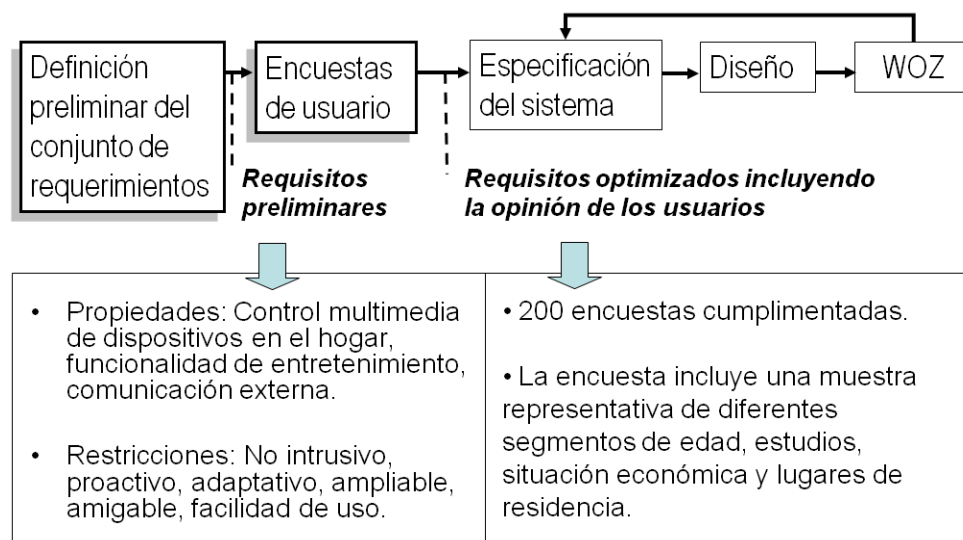 Definición
preliminar del
conjunto de
requerimientos
Encuestas
de usuario
Especificación
del sistema
Diseño
WOZ
Requisitos
preliminares
Requisitos optimizados incluyendo
la opinión de los usuarios
• Propiedades: Control multimedia
de dispositivos en el hogar,
funcionalidad de entretenimiento,
comunicación externa.
• Restricciones: No intrusivo,
proactivo, adaptativo, ampliable,
amigable, facilidad de uso.
• 200 encuestas cumplimentadas.
• La encuesta incluye una muestra
representativa de diferentes
segmentos de edad, estudios,
situación económica y lugares de
residencia.